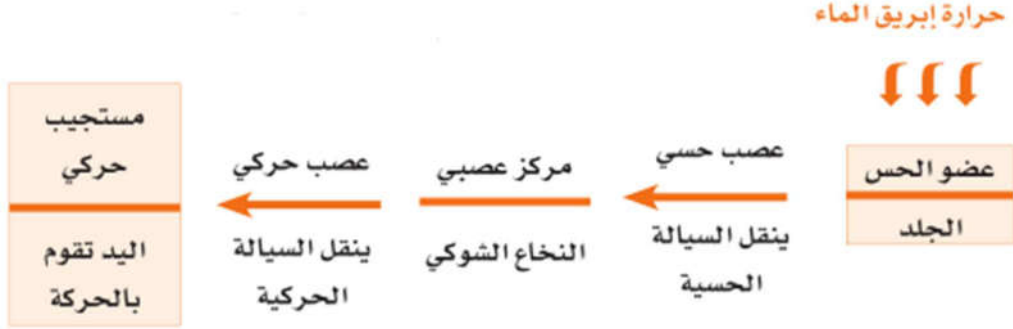 حرارة إبريق الماء
عضو الحس
الجلد
عصب حسي
ينقل السيالة
الحسية
مركز عصبي
النخاع الشوكي
عصب حركي
ينقل السيالة
الحركية
مستجيب
حركي
اليد تقوم
بالحركة